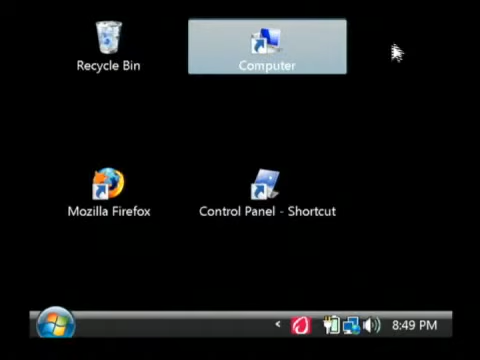 Recycle Bin
Computer
Mozilla Firefox
Control Panel - Shortcut
8:49 PM